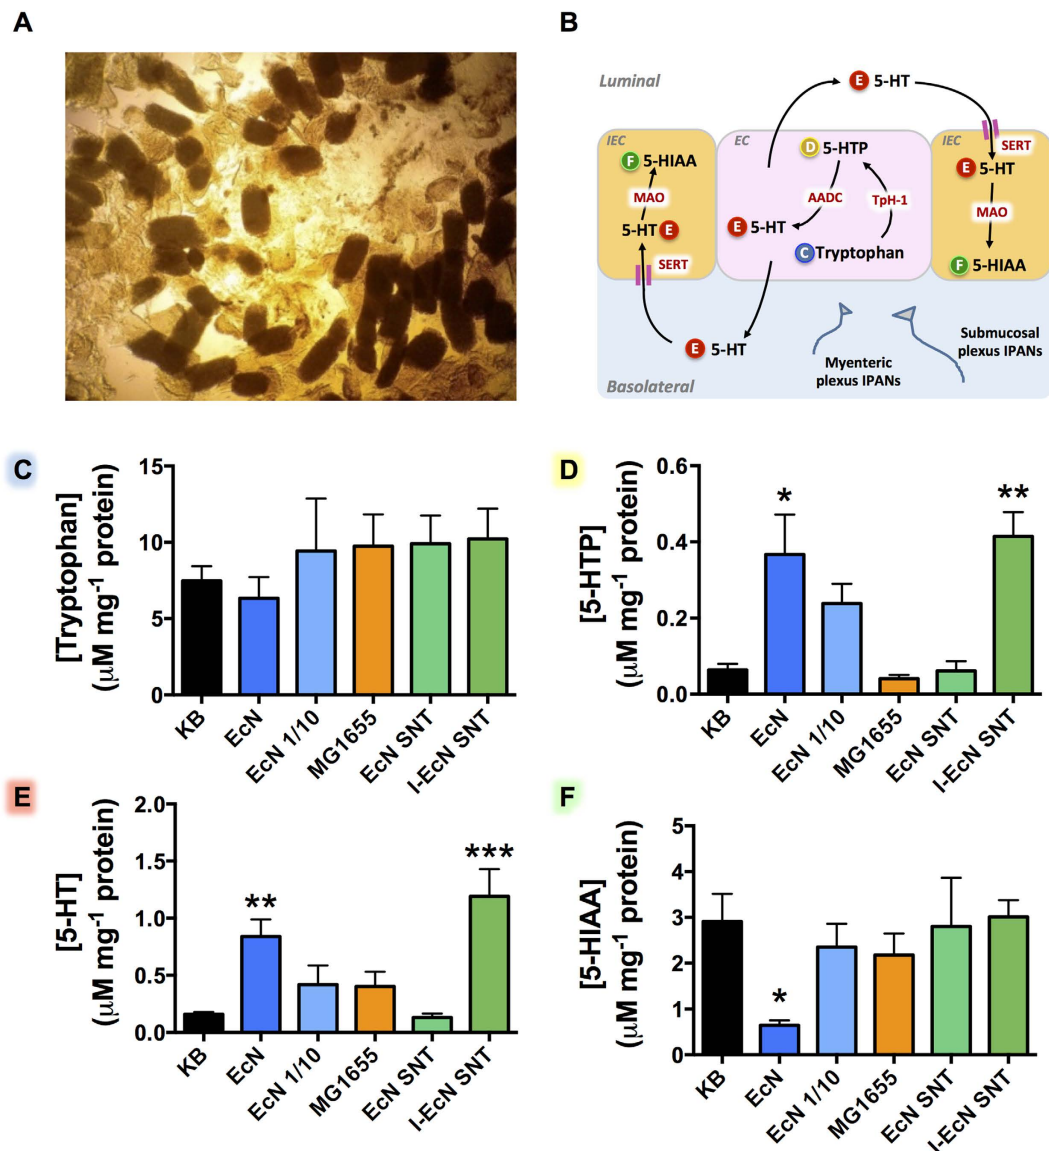 A
B
Luminal
E 5-HT
IEC
EC
IEC
SERT
F 5-HIAA
D 5-HTP
E 5-HT
MAO
AADC
TpH-1
MAO
5-HT E
E 5-HT
C Tryptophan
SERT
F 5-HIAA
E 5-HT
Basolateral
Myenteric
plexus IPANs
Submucosal
plexus IPANs
C
[Tryptophan]
(µM mg-1 protein)
15
10
5
0
KB
EcN
EcN 1/10
MG1655
EcN SNT
I-EcN SNT
D
[5-HTP]
(µM mg-1 protein)
0.6
0.4
0.2
0.0
*
**
KB
EcN
EcN 1/10
MG1655
EcN SNT
I-EcN SNT
E
[5-HT]
(µM mg-1 protein)
2.0
1.5
1.0
0.5
0.0
**
***
KB
EcN
EcN 1/10
MG1655
EcN SNT
I-EcN SNT
F
[5-HIAA]
(µM mg-1 protein)
5
4
3
2
1
0
*
KB
EcN
EcN 1/10
MG1655
EcN SNT
I-EcN SNT